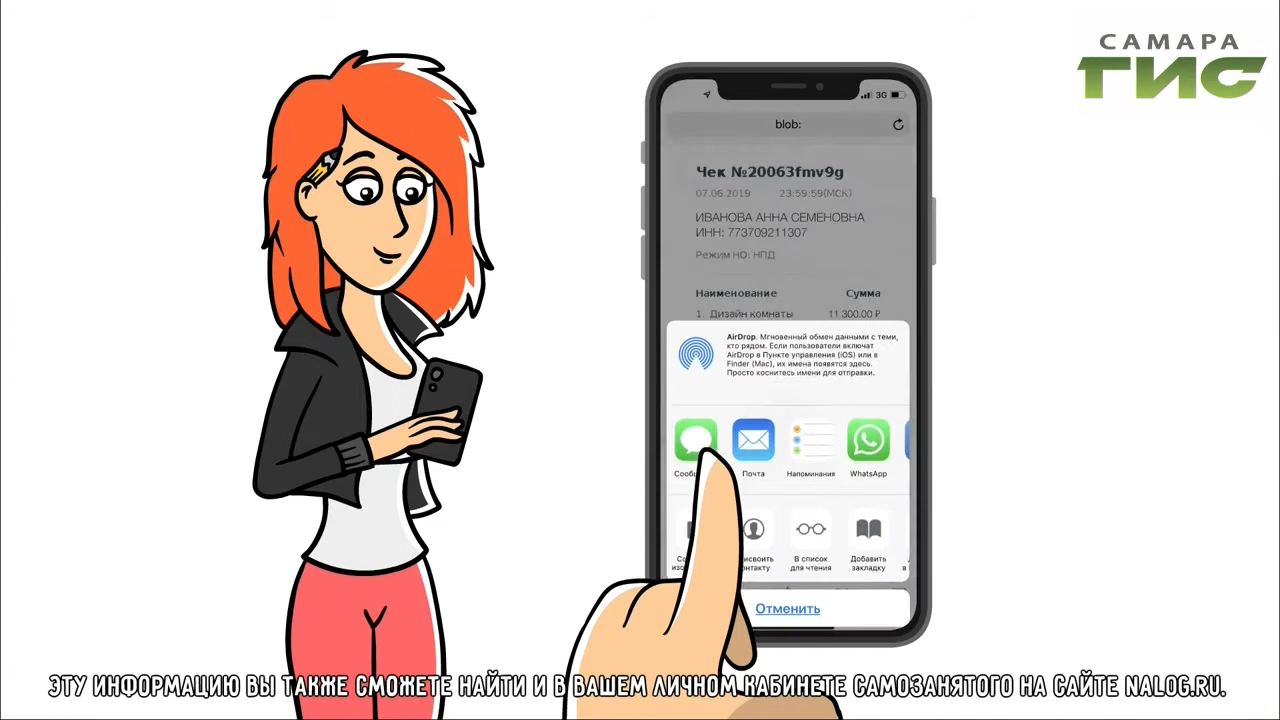 САМАРА
ГИС
3G
blob:
Чек №20063fmv9g
07.06.2019 23:59:59(МСК)
ИВАНОВА АННА СЕМЕНОВНА
ИНН: 773709211307
Режим НО: НПД
Наименование Сумма
1. Дизайн комнаты 11 300.00 ₽
AirDrop. Мгновенный обмен данными с теми,
кто рядом. Если пользователи включат
AirDrop в Пункте управления (iOS) или в
Finder (Mac), их имена появятся здесь.
Просто коснитесь имени для отправки.
Почта Напоминания WhatsApp
В список Добавить
для чтения закладку
Отменить
ЭТУ ИНФОРМАЦИЮ ВЫ ТАКЖЕ СМОЖЕТЕ НАЙТИ И В ВАШЕМ ЛИЧНОМ КАБИНЕТЕ САМОЗАНЯТОГО НА САЙТЕ NALOG.RU.